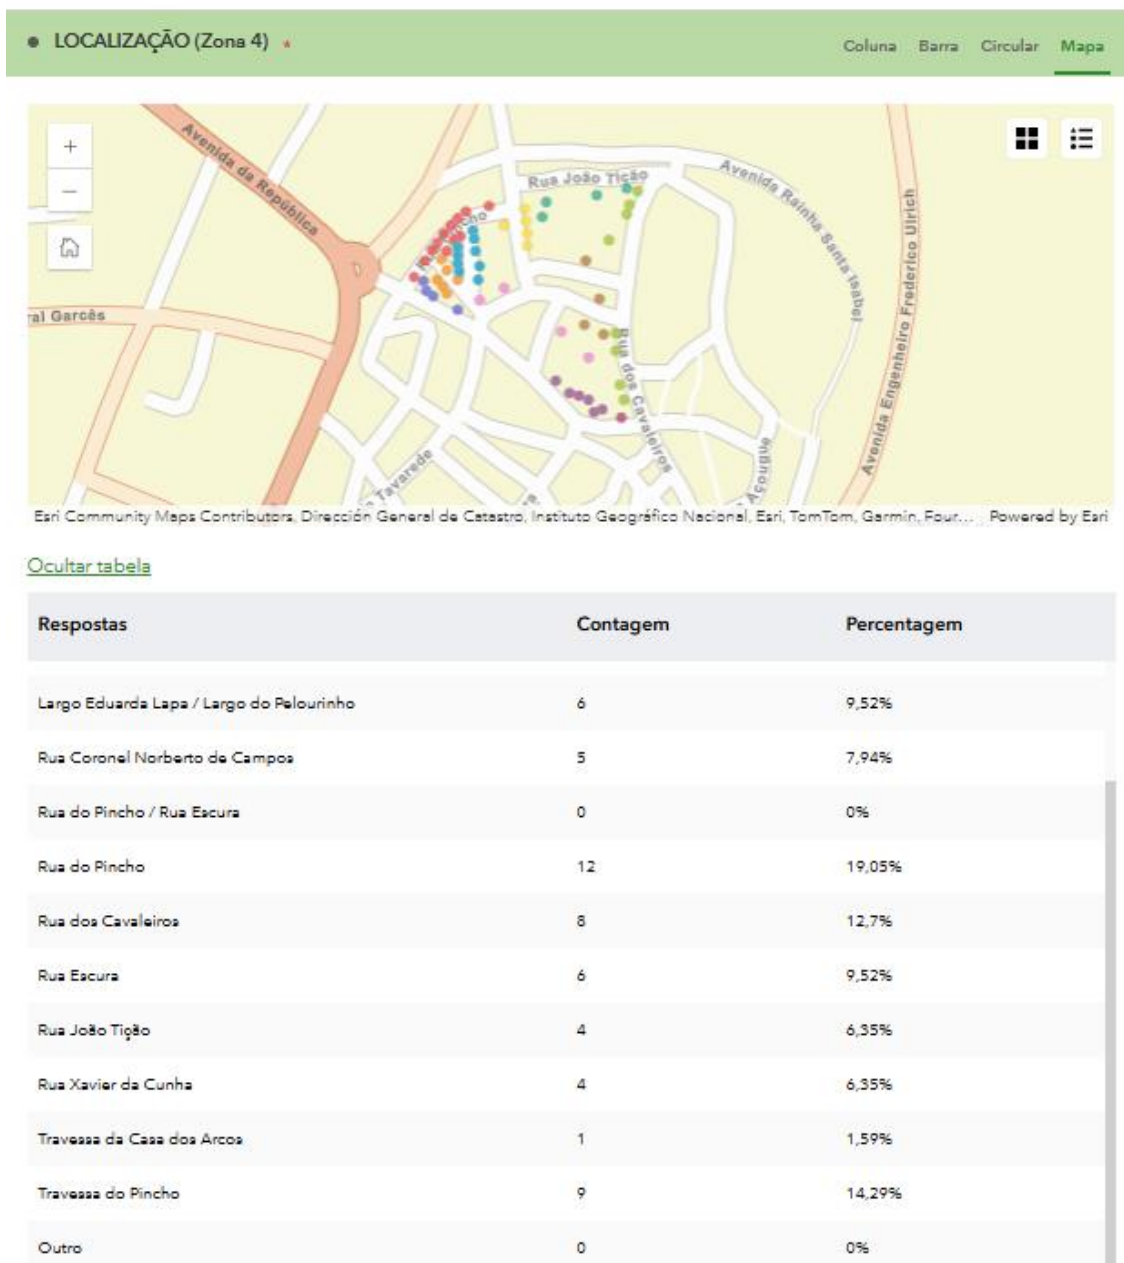 LOCALIZAÇÃO (Zona 4) *
Coluna Barra Circular Mapa
Avenida da República
Rua João Tição
Avenida Rainha Santa Isabel
Avenida Engenheiro Frederico Ulrich
ral Garcês
Rua dos Cavaleiros
Tavarede
Açougue
Esri Community Maps Contributors, Dirección General de Catastro, Instituto Geográfico Nacional, Esri, TomTom, Garmin, Four... Powered by Esri
Ocultar tabela
Respostas Contagem Percentagem
Largo Eduarda Lapa / Largo do Pelourinho 6 9,52%
Rua Coronel Norberto de Campos 5 7,94%
Rua do Pincho / Rua Escura 0 0%
Rua do Pincho 12 19,05%
Rua dos Cavaleiros 8 12,7%
Rua Escura 6 9,52%
Rua João Tição 4 6,35%
Rua Xavier da Cunha 4 6,35%
Travessa da Casa dos Arcos 1 1,59%
Travessa do Pincho 9 14,29%
Outro 0 0%